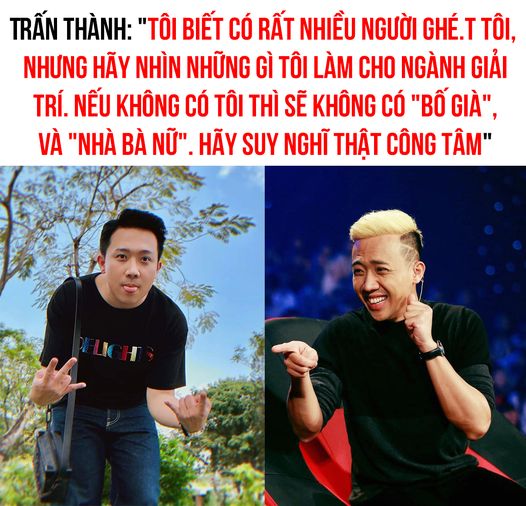 TRẤN THÀNH: "TÔI BIẾT CÓ RẤT NHIỀU NGƯỜI GHÉ.T TÔI,
NHƯNG HÃY NHÌN NHỮNG GÌ TÔI LÀM CHO NGÀNH GIẢI
TRÍ. NẾU KHÔNG CÓ TÔI THÌ SẼ KHÔNG CÓ "BỐ GIÀ",
VÀ "NHÀ BÀ NỮ". HÃY SUY NGHĨ THẬT CÔNG TÂM"
DELIGHTS